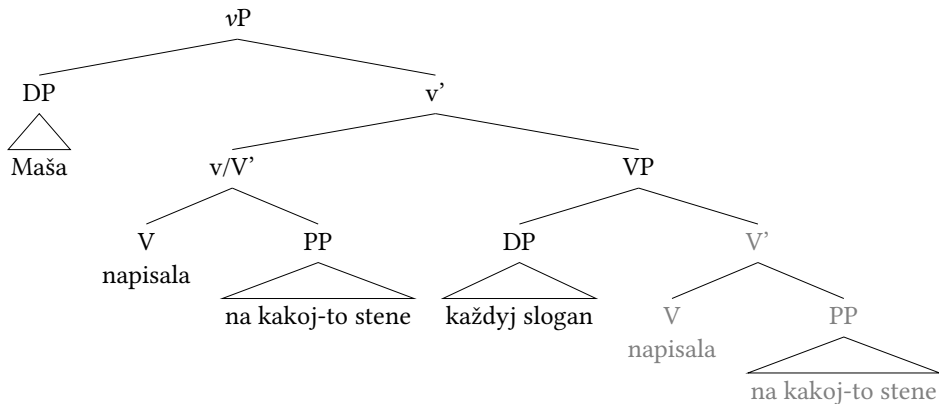 vP
DP v’
Maša v/V’ VP
V PP DP V’
napisala na kakoj-to stene každyj slogan V PP
napisala na kakoj-to stene